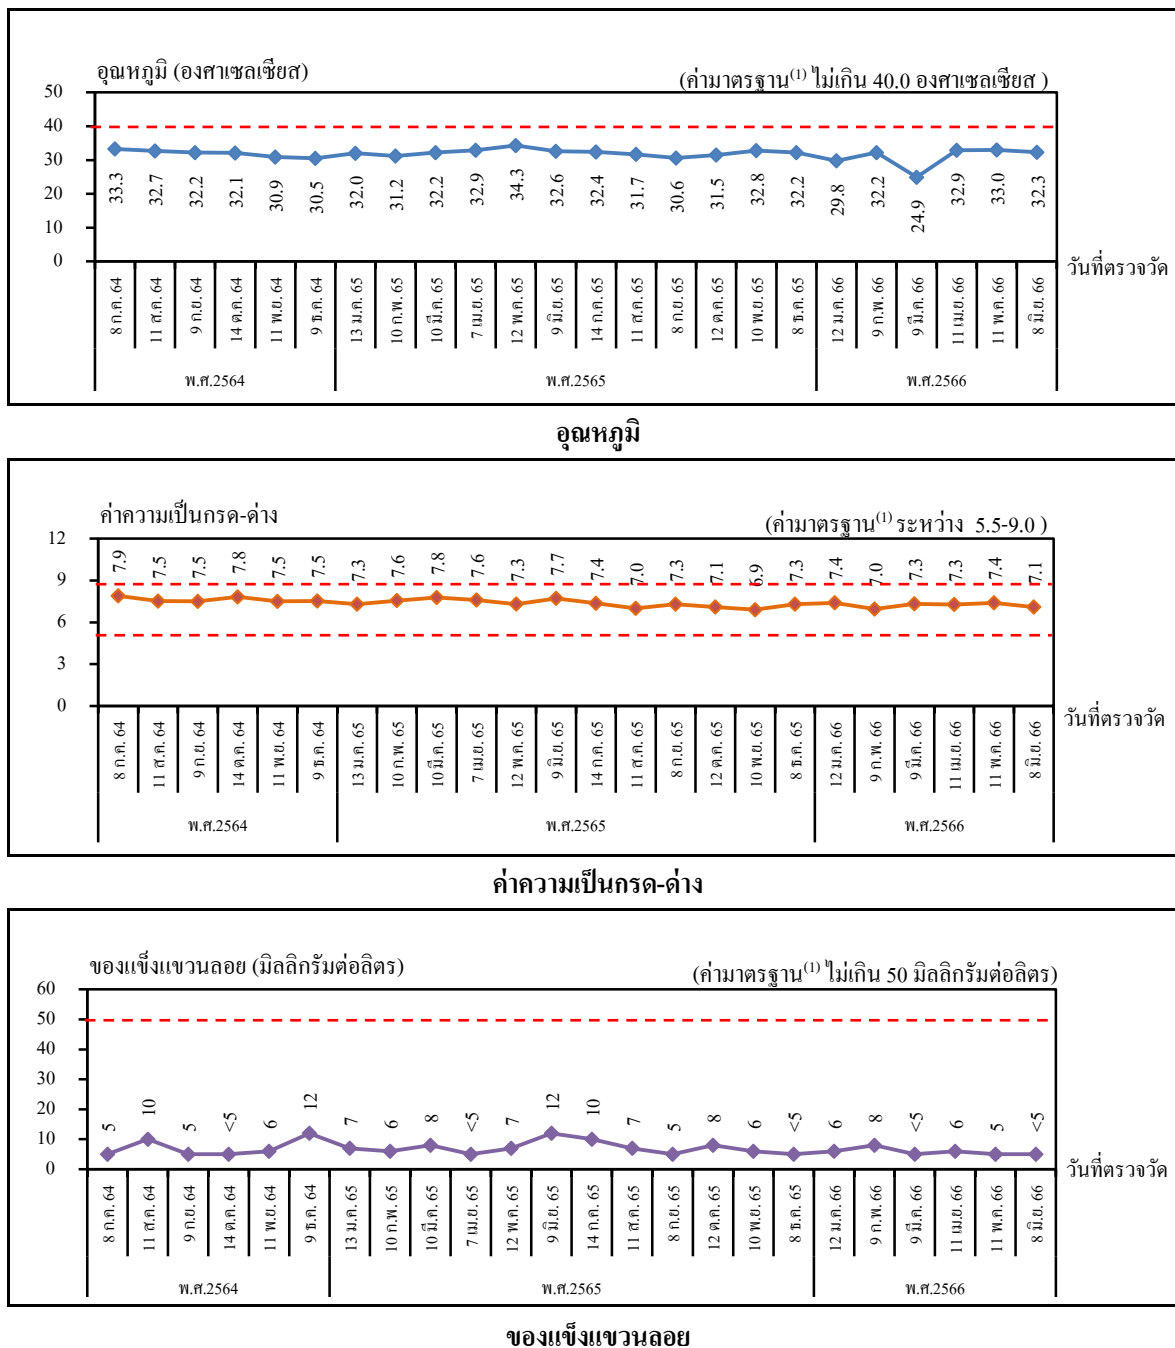 อุณหภูมิ (องศาเซลเซียส)
(ค่ามาตรฐาน(1) ไม่เกิน 40.0 องศาเซลเซียส )
50
40
30
20
10
0
33.3 32.7 32.2 32.1 30.9 30.5 32.0 31.2 32.2 32.9 34.3 32.6 32.4 31.7 30.6 31.5 32.8 32.2 29.8 32.2 24.9 32.9 33.0 32.3
วันที่ตรวจวัด
8 ก.ค. 64 11 ส.ค. 64 9 ก.ย. 64 14 ต.ค. 64 11 พ.ย. 64 9 ธ.ค. 64 13 ม.ค. 65 10 ก.พ. 65 10 มี.ค. 65 7 เม.ย. 65 12 พ.ค. 65 9 มิ.ย. 65 14 ก.ค. 65 11 ส.ค. 65 8 ก.ย. 65 12 ต.ค. 65 10 พ.ย. 65 8 ธ.ค. 65 12 ม.ค. 66 9 ก.พ. 66 9 มี.ค. 66 11 เม.ย. 66 11 พ.ค. 66 8 มิ.ย. 66
พ.ศ.2564 พ.ศ.2565 พ.ศ.2566
อุณหภูมิ
ค่าความเป็นกรด-ด่าง
(ค่ามาตรฐาน(1) ระหว่าง 5.5-9.0 )
12
9
6
3
0
7.9 7.5 7.5 7.8 7.5 7.5 7.3 7.6 7.8 7.6 7.3 7.7 7.4 7.0 7.3 7.1 6.9 7.3 7.4 7.0 7.3 7.3 7.4 7.1
วันที่ตรวจวัด
8 ก.ค. 64 11 ส.ค. 64 9 ก.ย. 64 14 ต.ค. 64 11 พ.ย. 64 9 ธ.ค. 64 13 ม.ค. 65 10 ก.พ. 65 10 มี.ค. 65 7 เม.ย. 65 12 พ.ค. 65 9 มิ.ย. 65 14 ก.ค. 65 11 ส.ค. 65 8 ก.ย. 65 12 ต.ค. 65 10 พ.ย. 65 8 ธ.ค. 65 12 ม.ค. 66 9 ก.พ. 66 9 มี.ค. 66 11 เม.ย. 66 11 พ.ค. 66 8 มิ.ย. 66
พ.ศ.2564 พ.ศ.2565 พ.ศ.2566
ค่าความเป็นกรด-ด่าง
ของแข็งแขวนลอย (มิลลิกรัมต่อลิตร)
(ค่ามาตรฐาน(1) ไม่เกิน 50 มิลลิกรัมต่อลิตร)
60
50
40
30
20
10
0
5 10 5 <5 6 12 7 6 8 <5 7 12 10 7 5 8 6 <5 6 8 <5 6 5 <5
วันที่ตรวจวัด
8 ก.ค. 64 11 ส.ค. 64 9 ก.ย. 64 14 ต.ค. 64 11 พ.ย. 64 9 ธ.ค. 64 13 ม.ค. 65 10 ก.พ. 65 10 มี.ค. 65 7 เม.ย. 65 12 พ.ค. 65 9 มิ.ย. 65 14 ก.ค. 65 11 ส.ค. 65 8 ก.ย. 65 12 ต.ค. 65 10 พ.ย. 65 8 ธ.ค. 65 12 ม.ค. 66 9 ก.พ. 66 9 มี.ค. 66 11 เม.ย. 66 11 พ.ค. 66 8 มิ.ย. 66
พ.ศ.2564 พ.ศ.2565 พ.ศ.2566
ของแข็งแขวนลอย